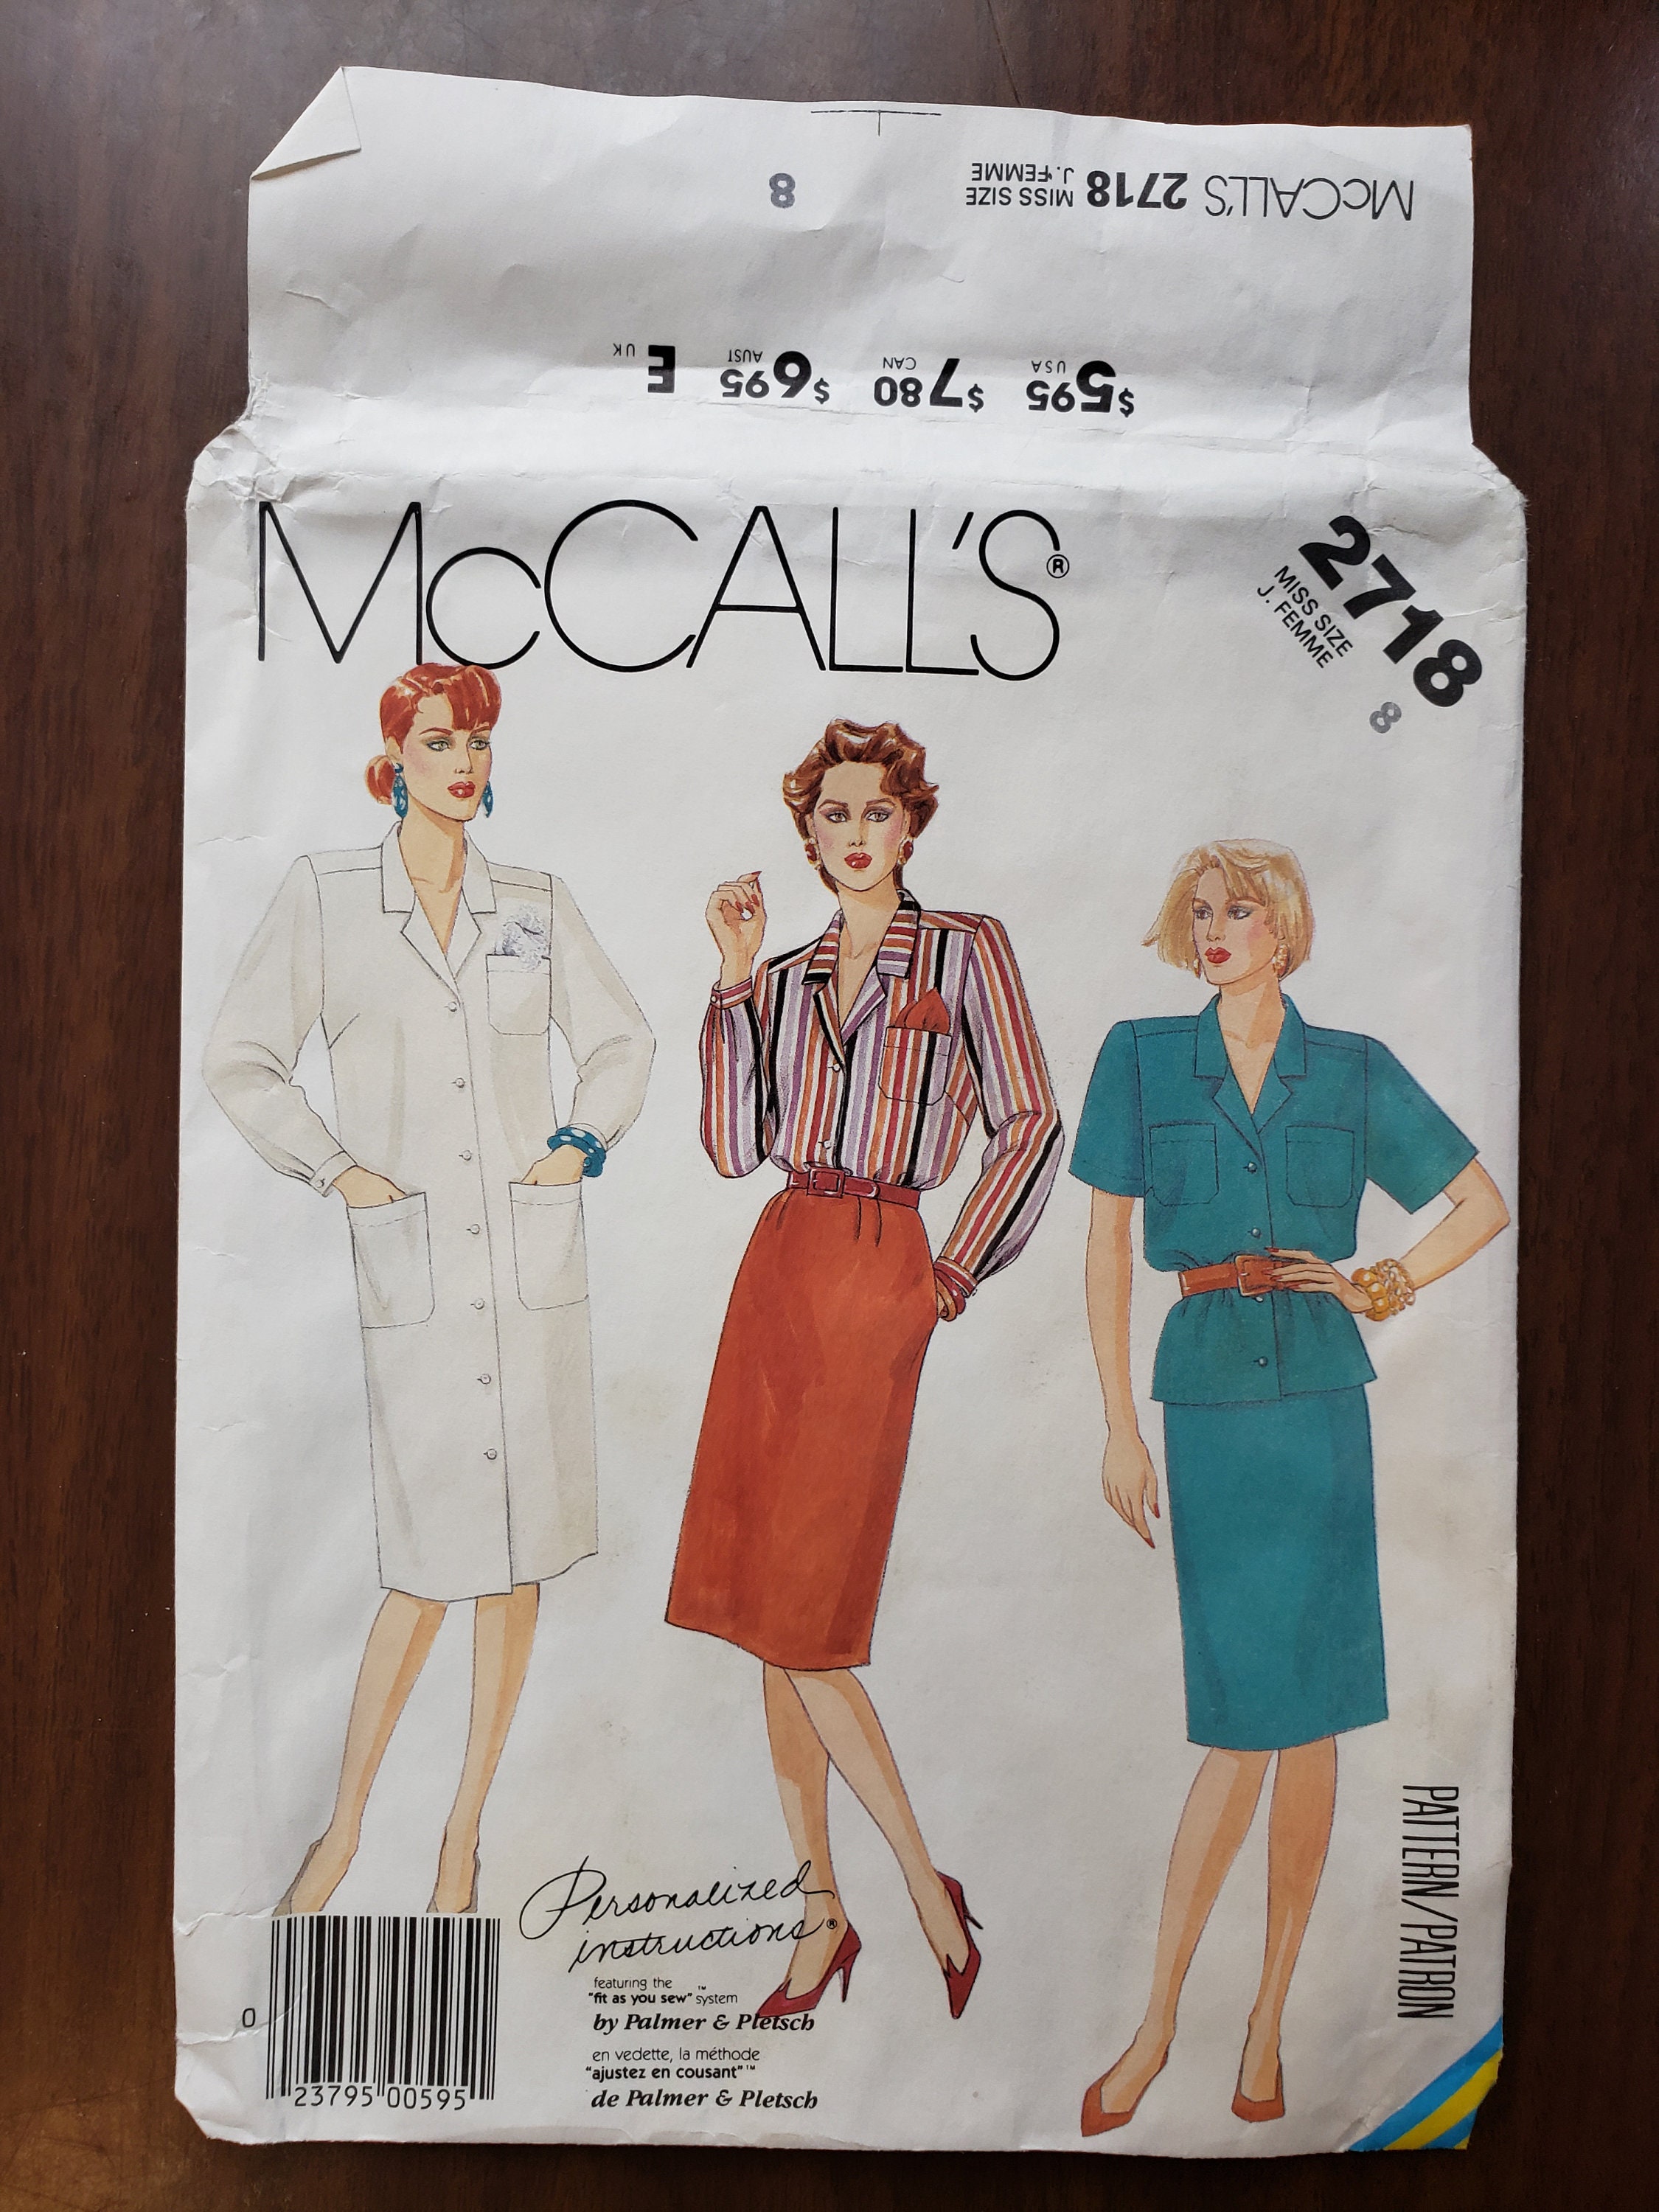 McCALL'S 2718 MISS SIZE
J. FEMME
8
$5.95 USA $7.80 CAN $6.95 AUST E UK
McCALL'S®
2718
MISS SIZE
J. FEMME
8
Personalized
instructions®
featuring the
"fit as you sew"™ system
by Palmer & Pletsch
en vedette, la méthode
"ajustez en cousant"™
de Palmer & Pletsch
0 23795 00595
PATTERN/PATRON